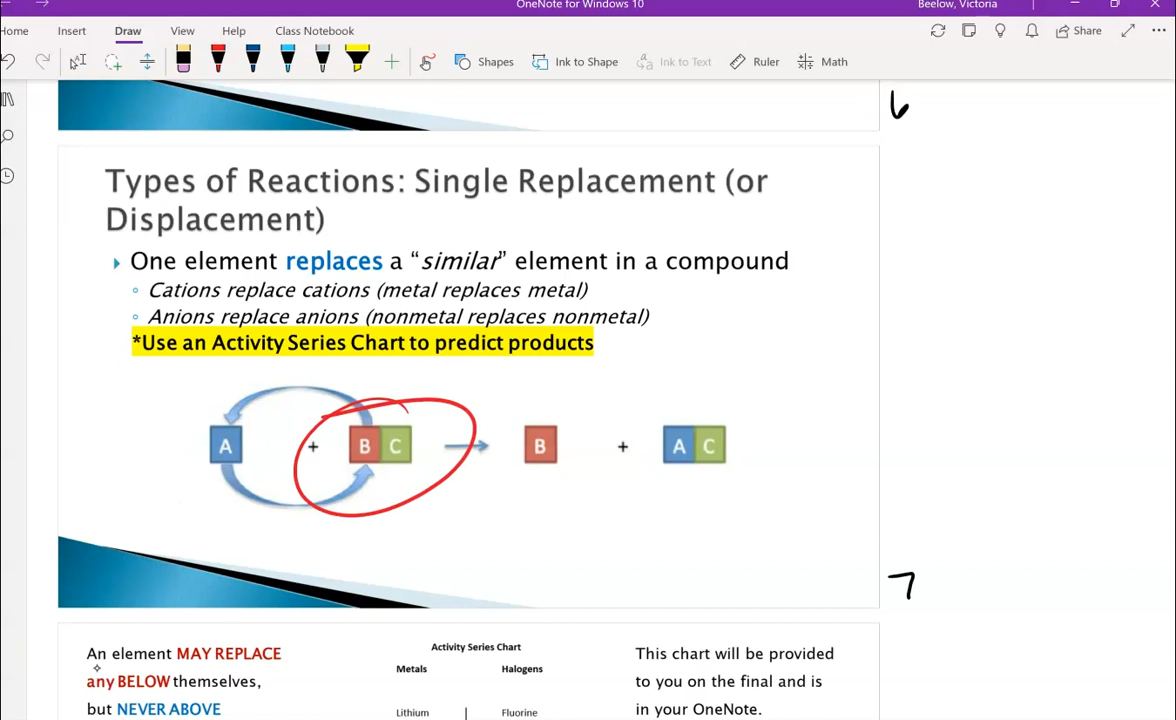 OneNote for Windows 10
Beelow, Victoria
Home Insert Draw View Help Class Notebook
Share
Shapes Ink to Shape Ink to Text Ruler Math
6
Types of Reactions: Single Replacement (or
Displacement)
One element replaces a “similar” element in a compound
Cations replace cations (metal replaces metal)
Anions replace anions (nonmetal replaces nonmetal)
*Use an Activity Series Chart to predict products
A + B C B + A C
7
An element MAY REPLACE
any BELOW themselves,
but NEVER ABOVE
Activity Series Chart
Metals Halogens
Lithium Fluorine
This chart will be provided
to you on the final and is
in your OneNote.